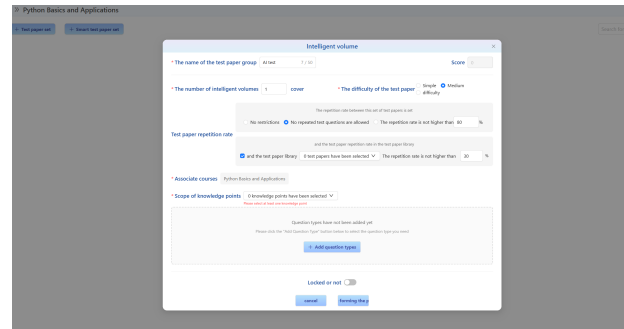 Python Basics and Applications
+ Test paper set
+ Smart test paper set
Intelligent volume
* The name of the test paper group
AI test
7 / 50
Score
* The number of intelligent volumes
1
cover
* The difficulty of the test paper
Simple
Medium
difficulty
Test paper repetition rate
The repetition rate between this set of test papers is set
No restrictions
No repeated test questions are allowed
The repetition rate is not higher than
80
%
and the test paper repetition rate in the test paper library
and the test paper library
0 test papers have been selected
The repetition rate is not higher than
30
%
* Associate courses
Python Basics and Applications
* Scope of knowledge points
0 knowledge points have been selected
Please select at least one knowledge point
Question types have not been added yet
Please click the "Add Question Type" button below to select the question type you need
+ Add question types
Locked or not
cancel
forming the p